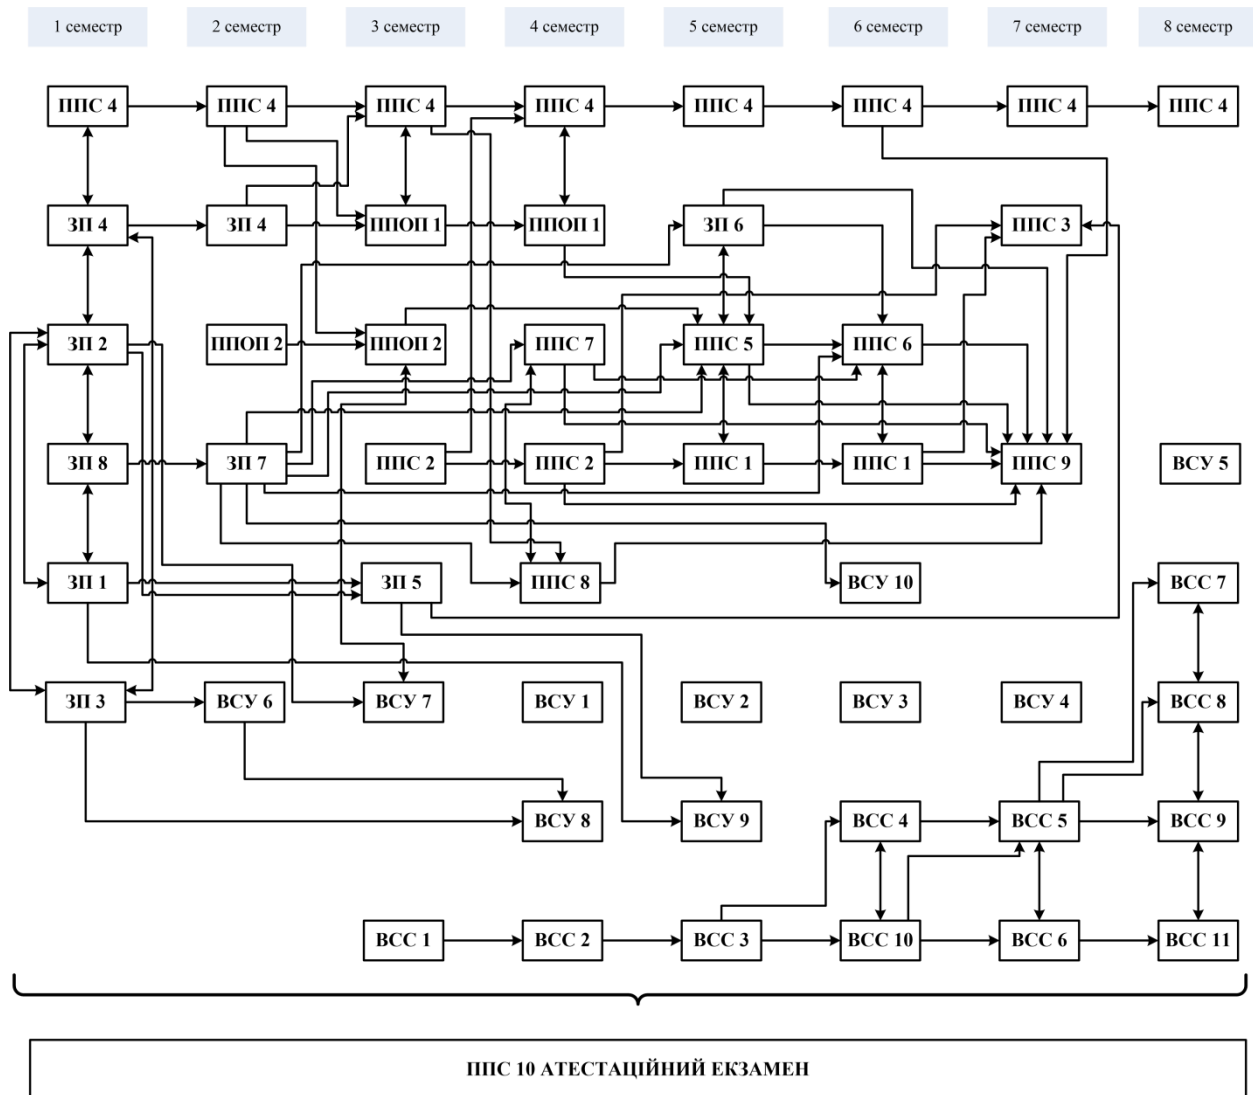 1 семестр 2 семестр 3 семестр 4 семестр 5 семестр 6 семестр 7 семестр 8 семестр
ППС 4 ППС 4 ППС 4 ППС 4 ППС 4 ППС 4 ППС 4 ППС 4
ЗП 4 ЗП 4 ППОП 1 ППОП 1 ЗП 6 ППС 3
ЗП 2 ППОП 2 ППОП 2 ППС 7 ППС 5 ППС 6
ЗП 8 ЗП 7 ППС 2 ППС 2 ППС 1 ППС 1 ППС 9 ВСУ 5
ЗП 1 ЗП 5 ППС 8 ВСУ 10 ВСС 7
ЗП 3 ВСУ 6 ВСУ 7 ВСУ 1 ВСУ 2 ВСУ 3 ВСУ 4 ВСС 8
ВСУ 8 ВСУ 9 ВСС 4 ВСС 5 ВСС 9
ВСС 1 ВСС 2 ВСС 3 ВСС 10 ВСС 6 ВСС 11
ППС 10 АТЕСТАЦІЙНИЙ ЕКЗАМЕН